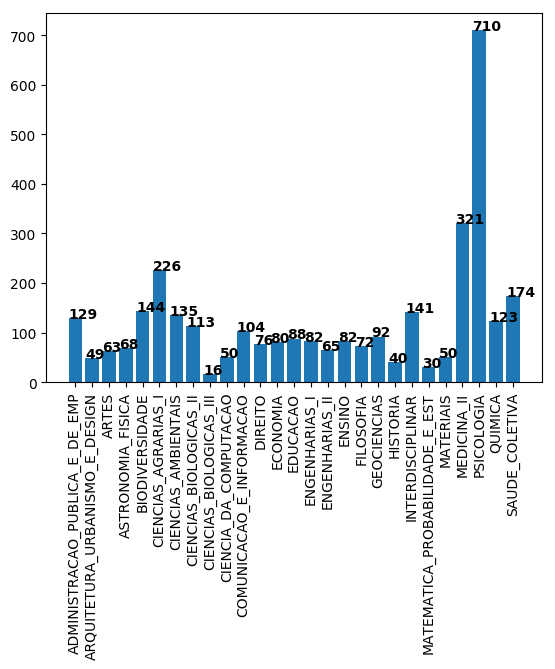 700
600
500
400
300
200
100
0
129
49
63
68
144
226
135
113
16
50
104
76
80
88
82
65
82
72
92
40
141
30
50
321
710
123
174
ADMINISTRACAO_PUBLICA_E_DE_EMP
ARQUITETURA_URBANISMO_E_DESIGN
ARTES
ASTRONOMIA_FISICA
BIODIVERSIDADE
CIENCIAS_AGRARIAS_I
CIENCIAS_AMBIENTAIS
CIENCIAS_BIOLOGICAS_II
CIENCIAS_BIOLOGICAS_III
CIENCIA_DA_COMPUTACAO
COMUNICACAO_E_INFORMACAO
DIREITO
ECONOMIA
EDUCACAO
ENGENHARIAS_I
ENGENHARIAS_II
ENSINO
FILOSOFIA
GEOCIENCIAS
HISTORIA
INTERDISCIPLINAR
MATEMATICA_PROBABILIDADE_E_EST
MATERIAIS
MEDICINA_II
PSICOLOGIA
QUIMICA
SAUDE_COLETIVA